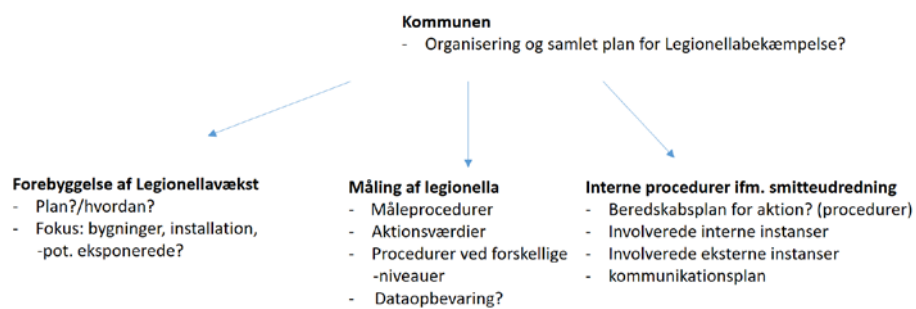 Kommunen
- Organisering og samlet plan for Legionellabekæmpelse?
Forebyggelse af Legionellavækst
- Plan?/hvordan?
- Fokus: bygninger, installation,
-pot. eksponerede?
Måling af legionella
- Måleprocedurer
- Aktionsværdier
- Procedurer ved forskellige
-niveauer
- Dataopbevaring?
Interne procedurer ifm. smitteudredning
- Beredskabsplan for aktion? (procedurer)
- Involverede interne instanser
- Involverede eksterne instanser
- kommunikationsplan